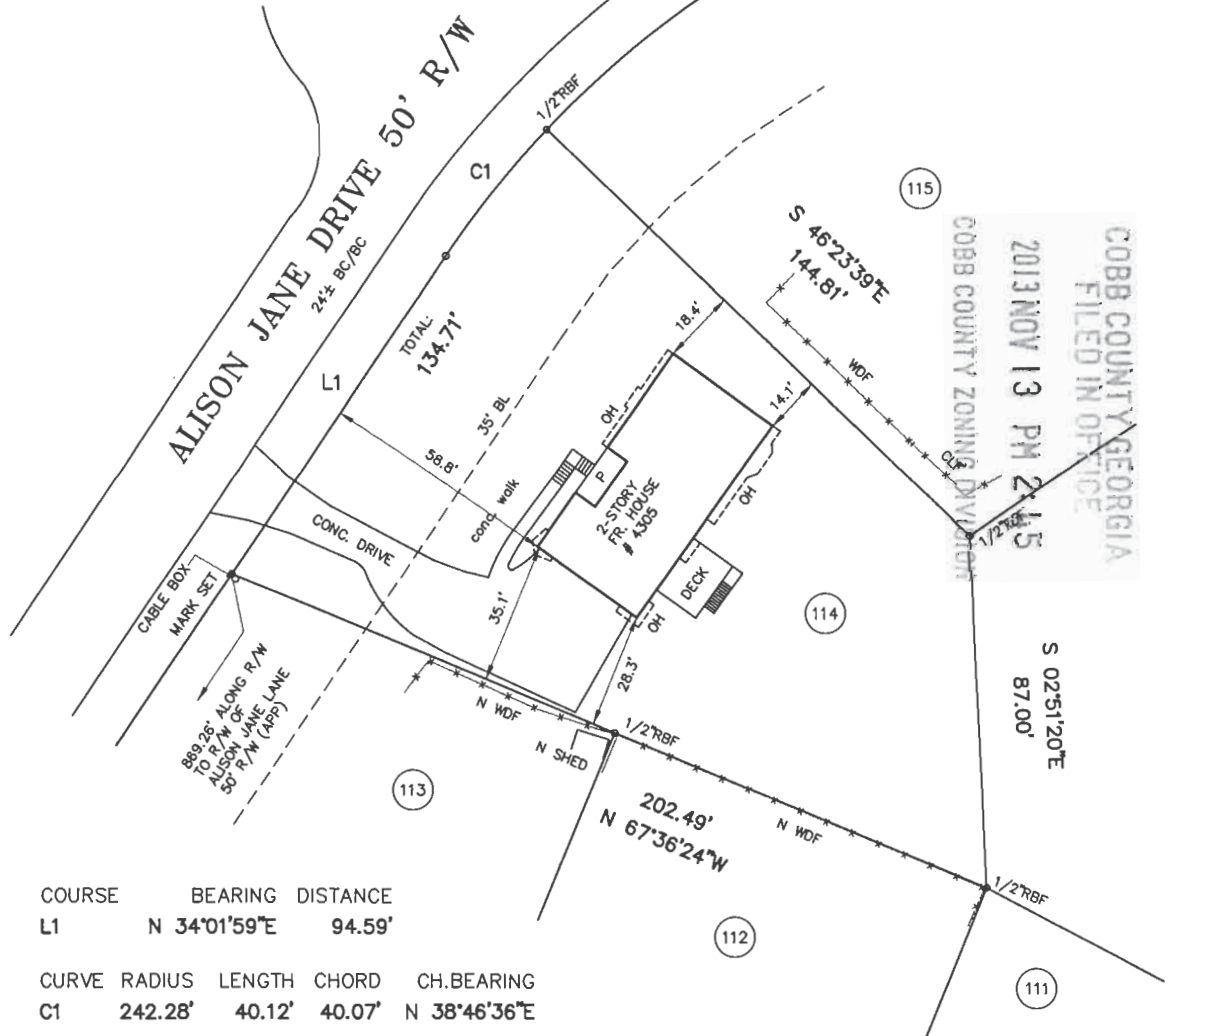 ALISON JANE DRIVE 50' R/W
24'± BC/BC
1/2"RBF
C1
L1
TOTAL:
134.71'
35' BL
58.8'
115
S 46°23'39"E
144.81'
WDF
18.4'
14.1'
OH
P
2-STORY
FR. HOUSE
# 4305
OH
conc. walk
CONC. DRIVE
DECK
OH
35.1'
28.3'
CABLE BOX
MARK SET
869.26' ALONG R/W
TO R/W OF
ALISON JANE LANE
50' R/W (APP)
N WDF
N SHED
1/2"RBF
113
114
COBB COUNTY GEORGIA
FILED IN OFFICE
2013 NOV 13 PM 2:15
COBB COUNTY ZONING DIVISION
S 02°51'20"E
87.00'
202.49'
N 67°36'24"W
N WDF
1/2"RBF
112
111
COURSE BEARING DISTANCE
L1 N 34°01'59"E 94.59'
CURVE RADIUS LENGTH CHORD CH.BEARING
C1 242.28' 40.12' 40.07' N 38°46'36"E